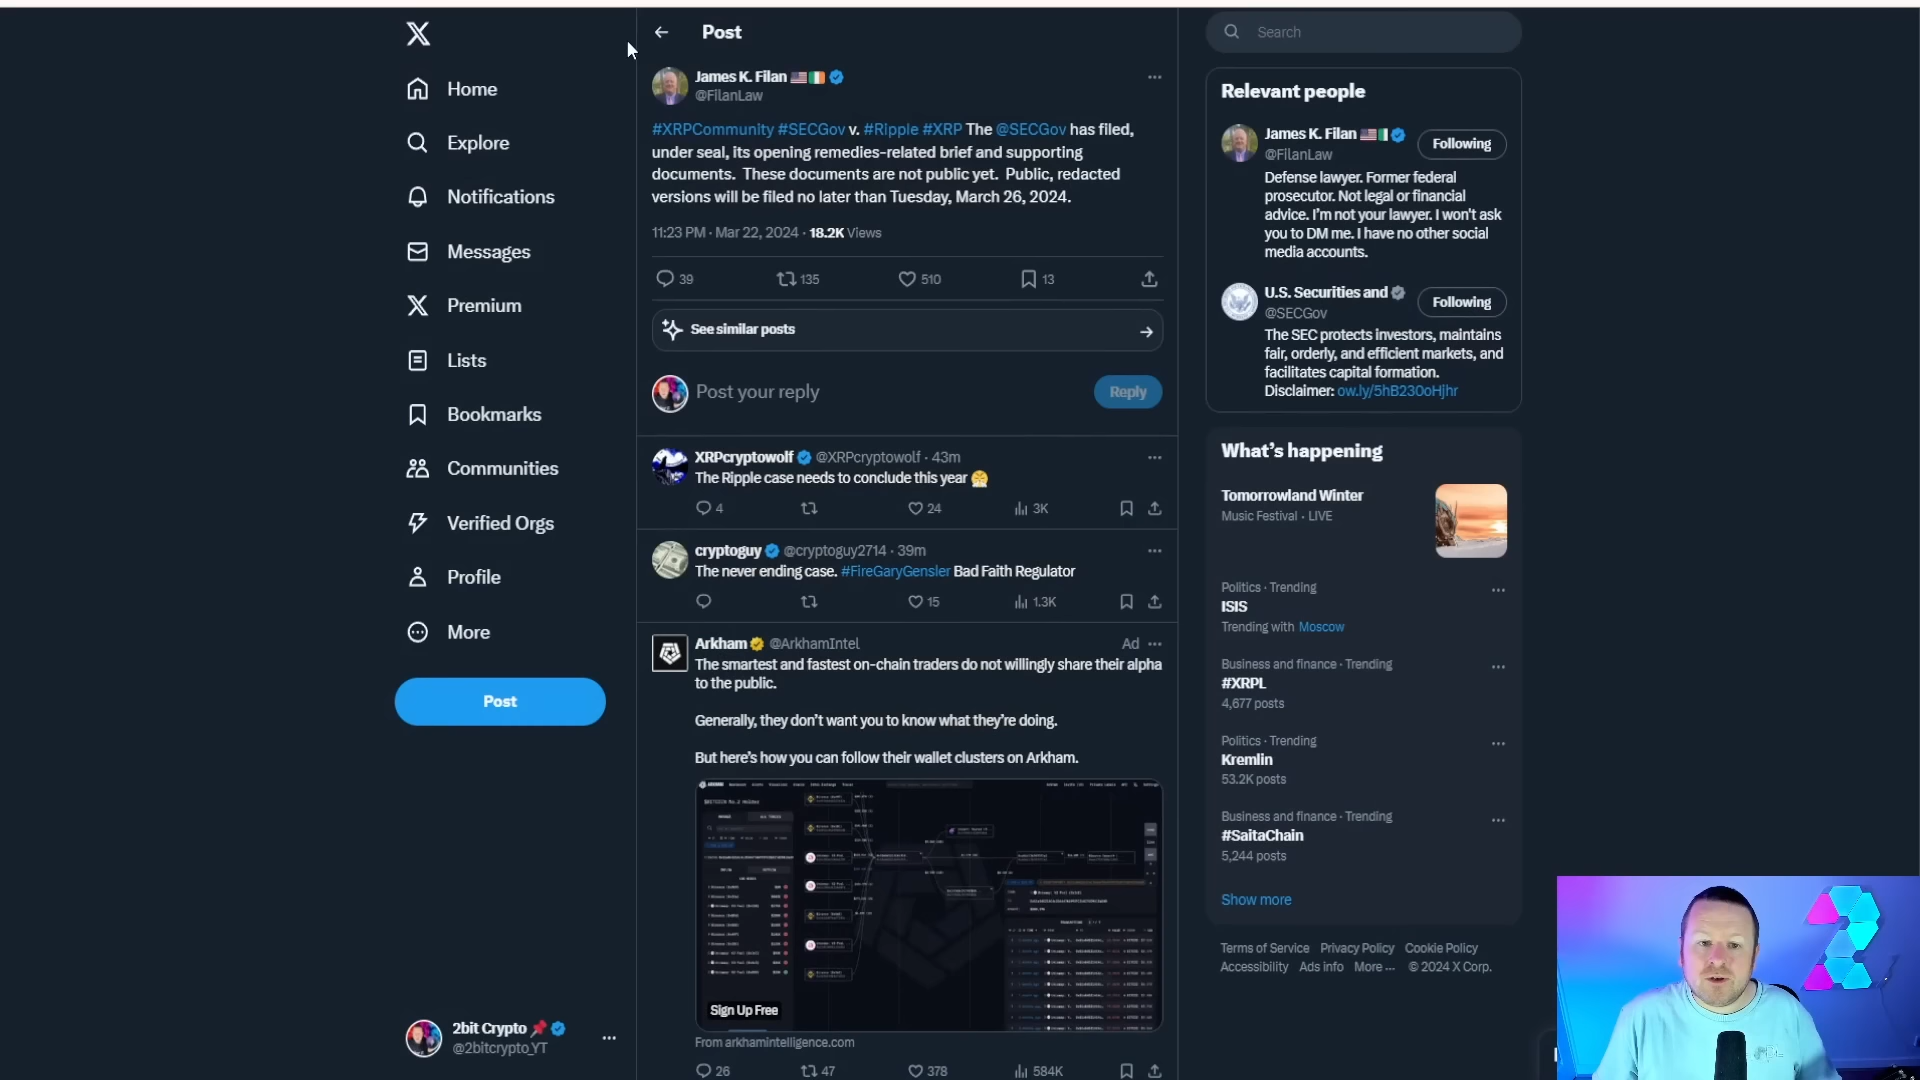 Home
Explore
Notifications
Messages
Premium
Lists
Bookmarks
Communities
Verified Orgs
Profile
More
Post
2bit Crypto
@2bitcrypto_YT
Post
James K. Filan
@FilanLaw
#XRPCommunity #SECGov v. #Ripple #XRP The @SECGov has filed,
under seal, its opening remedies-related brief and supporting
documents. These documents are not public yet. Public, redacted
versions will be filed no later than Tuesday, March 26, 2024.
11:23 PM · Mar 22, 2024 · 18.2K Views
39 135 510 13
See similar posts
Post your reply
Reply
XRPcryptowolf @XRPcryptowolf · 43m
The Ripple case needs to conclude this year
4 24 3K
cryptoguy @cryptoguy2714 · 39m
The never ending case. #FireGaryGensler Bad Faith Regulator
15 1.3K
Arkham @ArkhamIntel Ad
The smartest and fastest on-chain traders do not willingly share their alpha
to the public.
Generally, they don't want you to know what they're doing.
But here's how you can follow their wallet clusters on Arkham.
Sign Up Free
From arkhamintelligence.com
26 47 378 584K
Search
Relevant people
James K. Filan
@FilanLaw
Following
Defense lawyer. Former federal
prosecutor. Not legal or financial
advice. I'm not your lawyer. I won't ask
you to DM me. I have no other social
media accounts.
U.S. Securities and
@SECGov
Following
The SEC protects investors, maintains
fair, orderly, and efficient markets, and
facilitates capital formation.
Disclaimer: ow.ly/5hB230oHjhr
What's happening
Tomorrowland Winter
Music Festival · LIVE
Politics · Trending
ISIS
Trending with Moscow
Business and finance · Trending
#XRPL
4,677 posts
Politics · Trending
Kremlin
53.2K posts
Business and finance · Trending
#SaitaChain
5,244 posts
Show more
Terms of Service Privacy Policy Cookie Policy
Accessibility Ads info More ··· © 2024 X Corp.